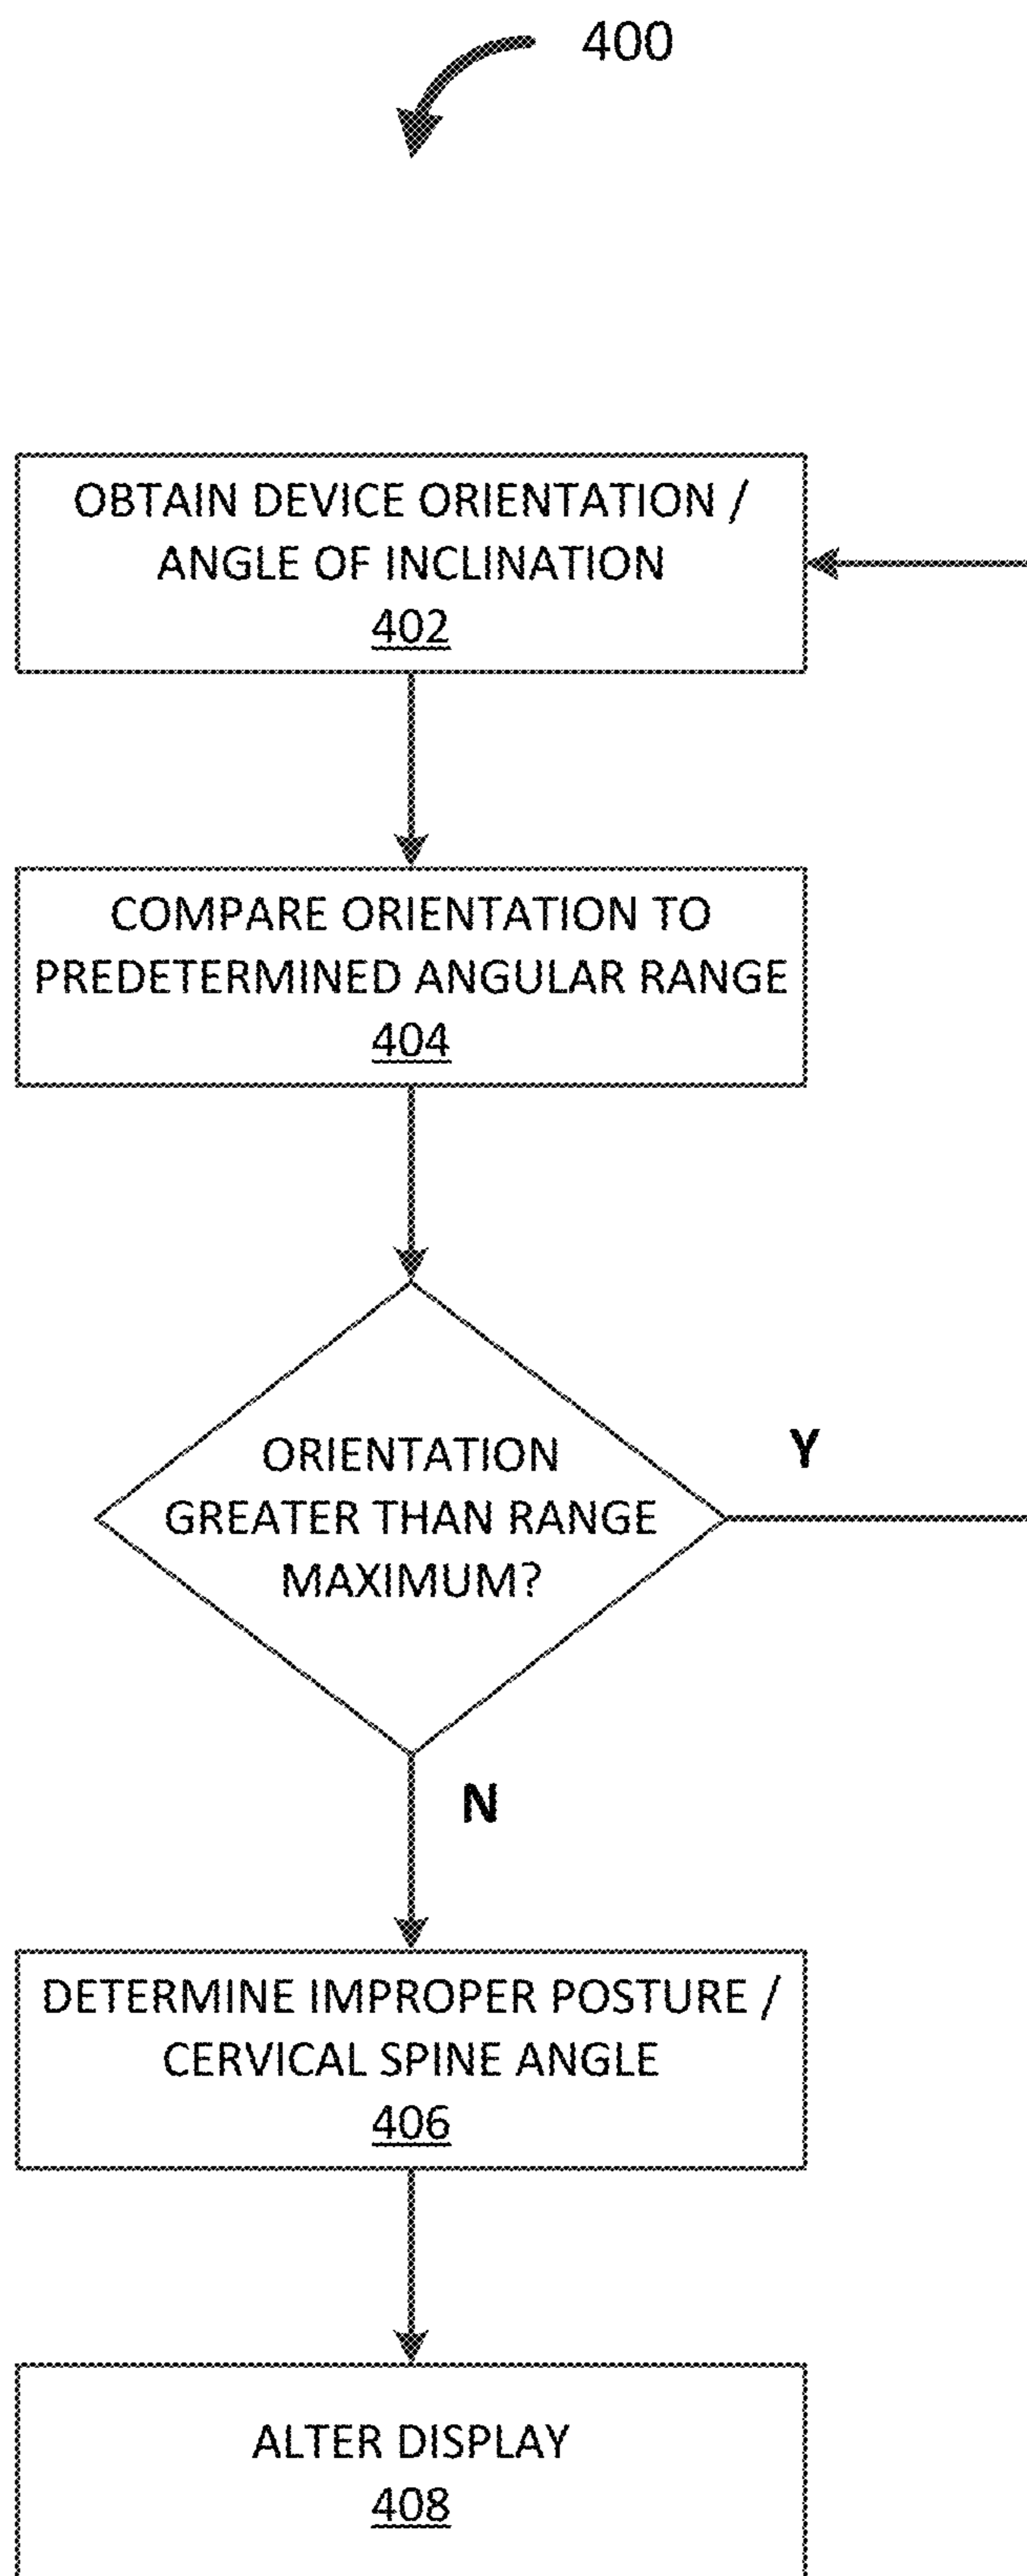 400
OBTAIN DEVICE ORIENTATION /
ANGLE OF INCLINATION
402
COMPARE ORIENTATION TO
PREDETERMINED ANGULAR RANGE
404
ORIENTATION
GREATER THAN RANGE
MAXIMUM?
Y
N
DETERMINE IMPROPER POSTURE /
CERVICAL SPINE ANGLE
406
ALTER DISPLAY
408